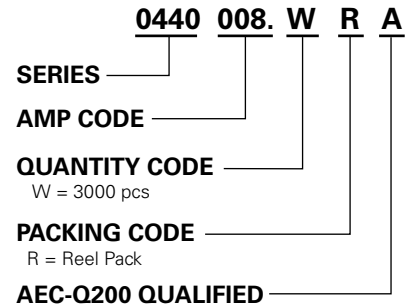 0440 008. W R A
SERIES
AMP CODE
QUANTITY CODE
W = 3000 pcs
PACKING CODE
R = Reel Pack
AEC-Q200 QUALIFIED